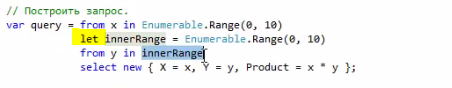 // Построить запрос.
var query = from x in Enumerable.Range(0, 10)
let innerRange = Enumerable.Range(0, 10)
from y in innerRange
select new { X = x, Y = y, Product = x * y };